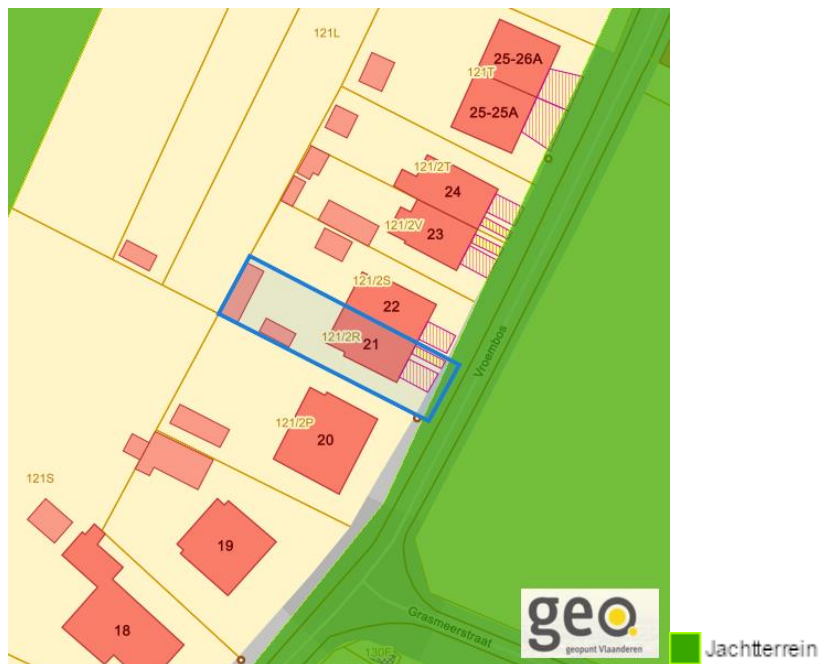 121L
25-26A
121T
25-25A
121/2T
24
121/2V
23
121/2S
22
121/2R
21
Vroembos
121/2P
20
121S
19
18
Grasmeerstraat
130F
geo
geopunt Vlaanderen
Jachtterrein